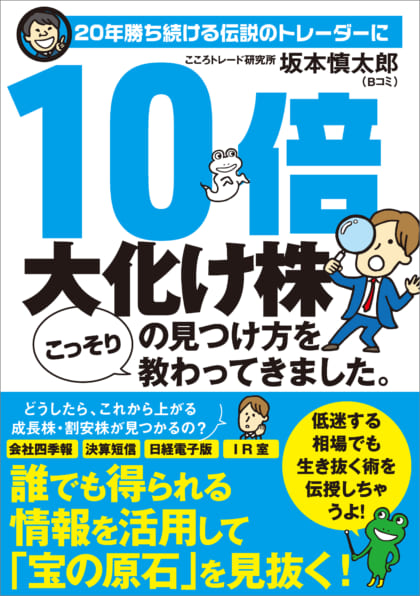 20年勝ち続ける伝説のトレーダーに
こころトレード研究所 坂本慎太郎
(Bコミ)
10倍
大化け株
こっそり
の見つけ方を
教わってきました。
どうしたら、これから上がる
成長株・割安株が見つかるの?
会社四季報 決算短信 日経電子版 IR室
誰でも得られる
情報を活用して
「宝の原石」を見抜く!
低迷する
相場でも
生き抜く術を
伝授しちゃ
うよ!